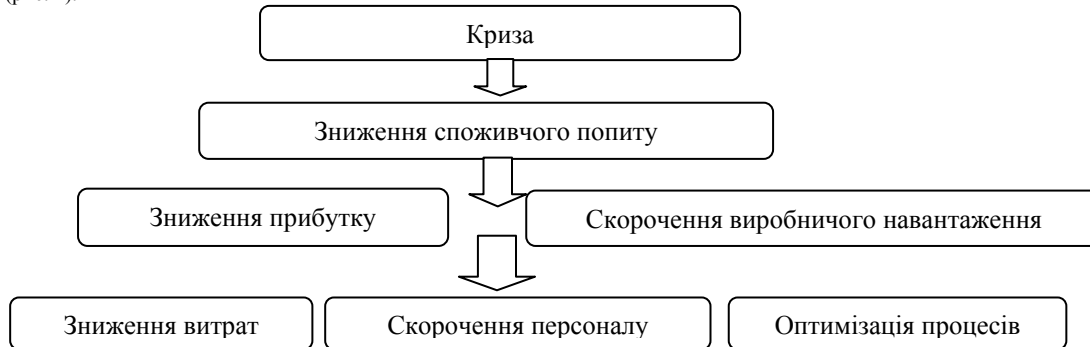 Криза
Зниження споживчого попиту
Зниження прибутку
Скорочення виробничого навантаження
Зниження витрат
Скорочення персоналу
Оптимізація процесів